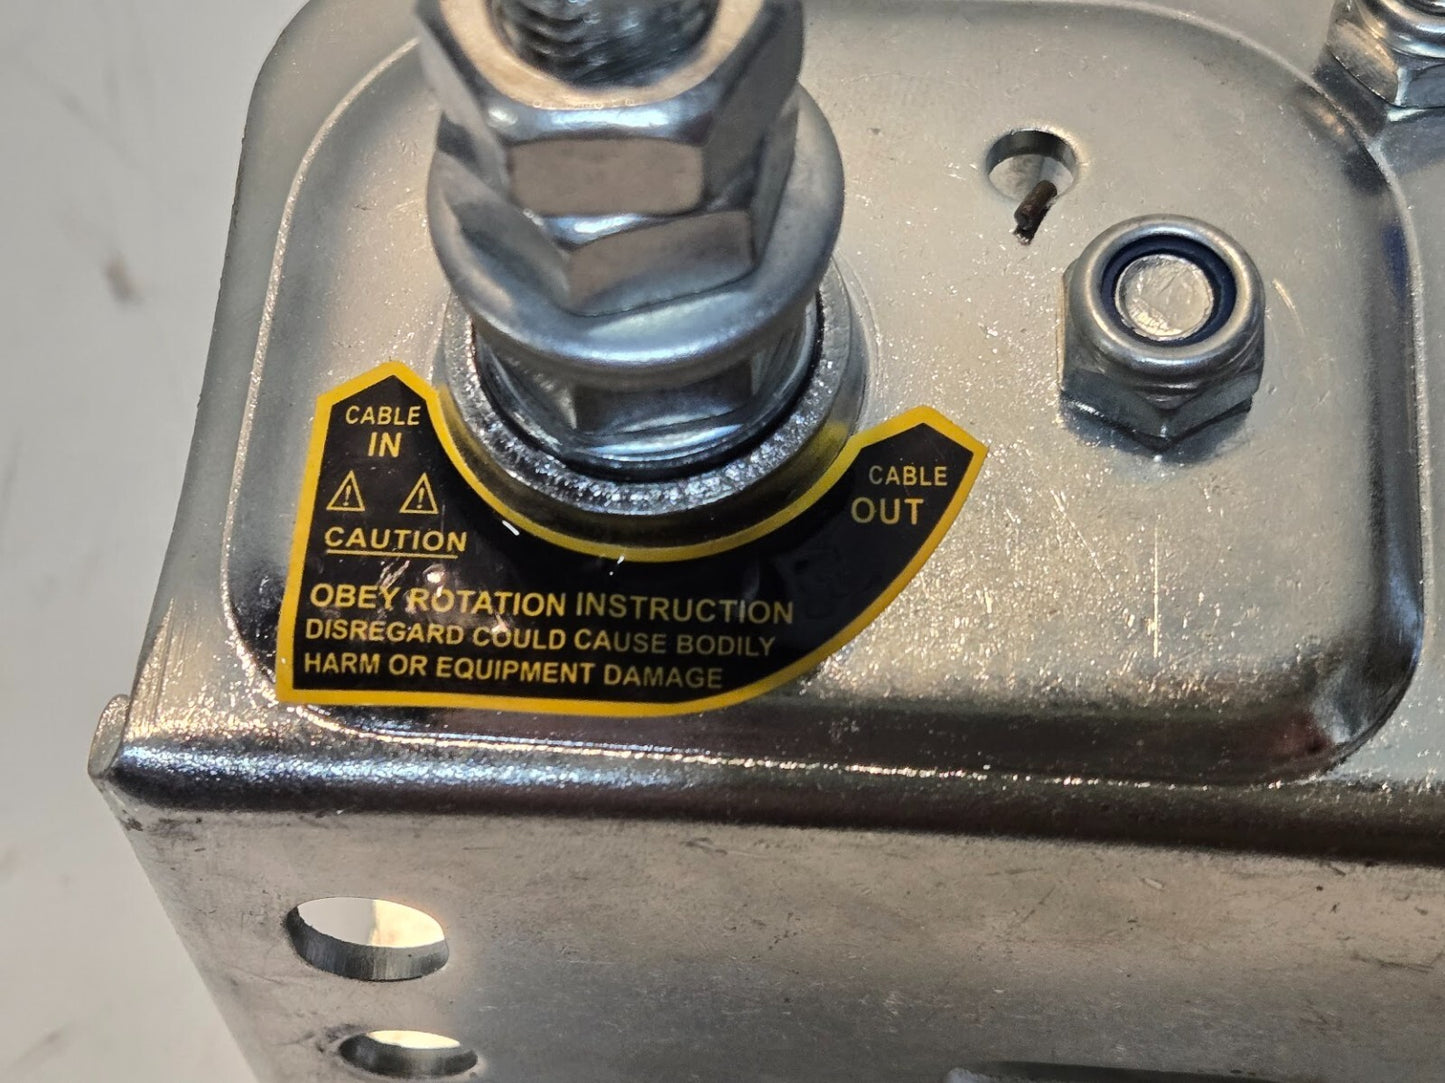 CABLE
IN
CAUTION
OBEY ROTATION INSTRUCTION
DISREGARD COULD CAUSE BODILY
HARM OR EQUIPMENT DAMAGE
CABLE
OUT